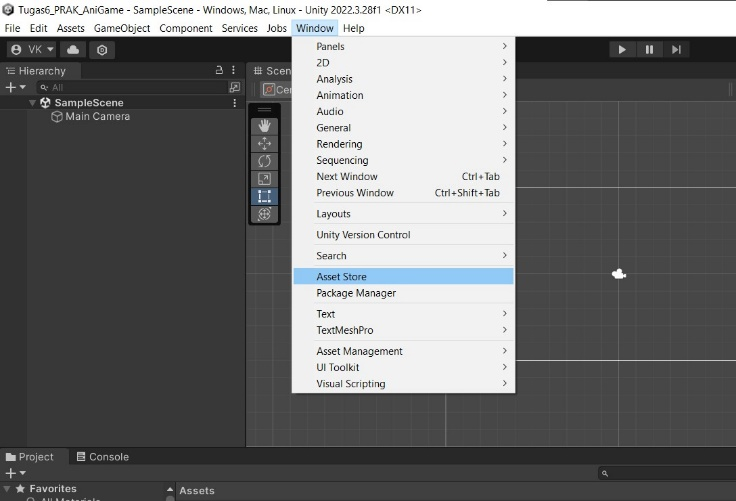 Tugas6_PRAK_AniGame - SampleScene - Windows, Mac, Linux - Unity 2022.3.28f1 <DX11>
File Edit Assets GameObject Component Services Jobs Window Help
VK
Hierarchy
All
SampleScene
Main Camera
Scen
Cen
Panels
2D
Analysis
Animation
Audio
General
Rendering
Sequencing
Next Window Ctrl+Tab
Previous Window Ctrl+Shift+Tab
Layouts
Unity Version Control
Search
Asset Store
Package Manager
Text
TextMeshPro
Asset Management
UI Toolkit
Visual Scripting
Project Console
Favorites Assets